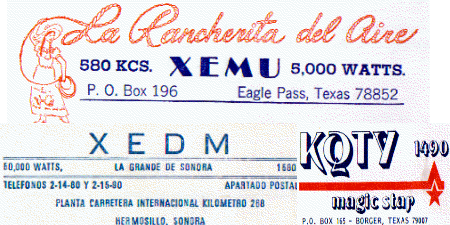 La Rancherita del Aire
580 KCS. XEMU 5,000 WATTS.
P. O. Box 196 Eagle Pass, Texas 78852
XEDM
50,000 WATTS, LA GRANDE DE SONORA 1580
TELEFONOS 2-14-80 Y 2-15-80 APARTADO POSTAL
PLANTA CARRETERA INTERNACIONAL KILOMETRO 268
HERMOSILLO, SONORA
KQTY 1490
magic star
P.O. BOX 165 - BORGER, TEXAS 79007